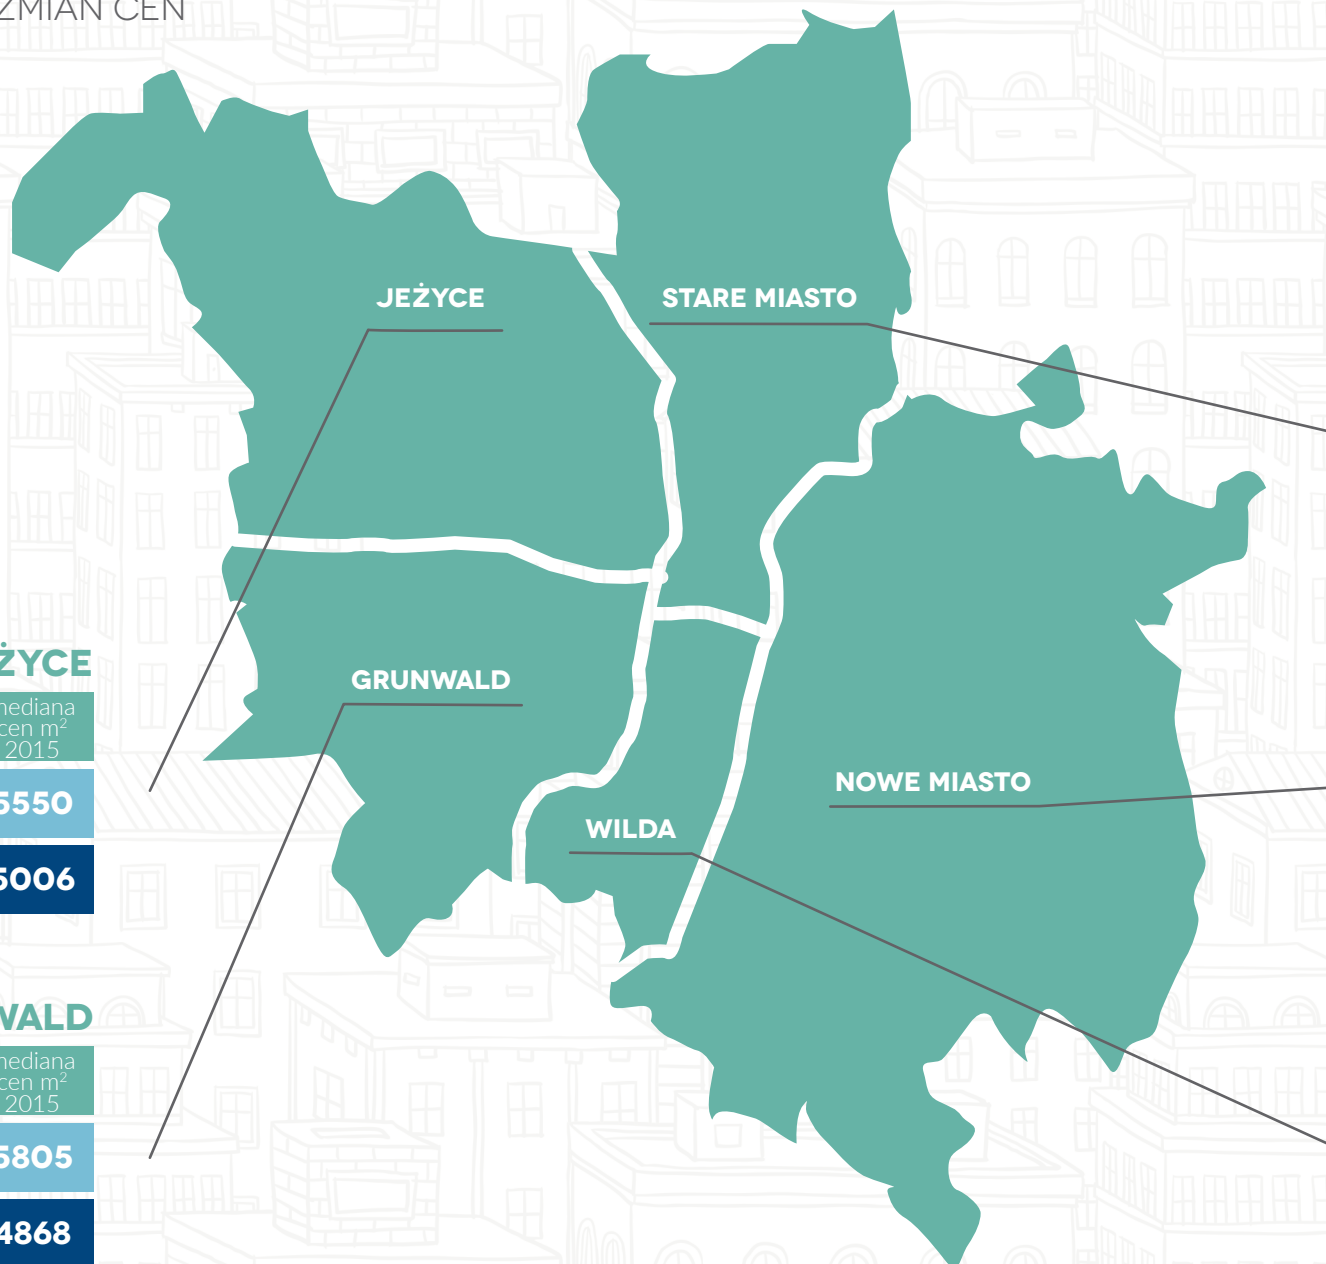 ZMIAN CEN
JEŻYCE
STARE MIASTO
GRUNWALD
NOWE MIASTO
WILDA
ŻYCE
mediana
cen m²
2015
5550
5006
WALD
mediana
cen m²
2015
5805
4868